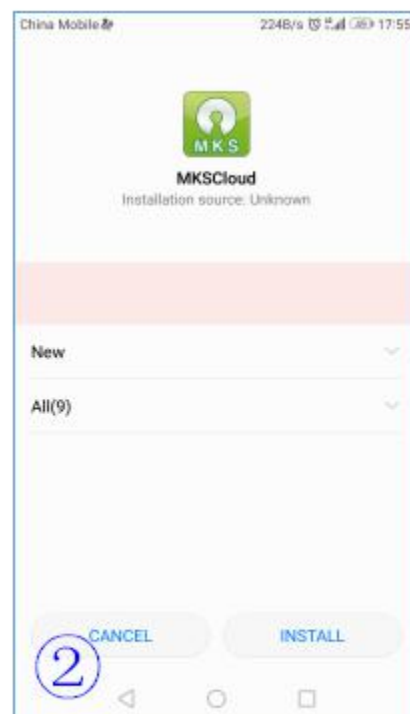 China Mobile 224B/s 17:55
MKS
MKSCloud
Installation source: Unknown
New
All(9)
CANCEL INSTALL
②